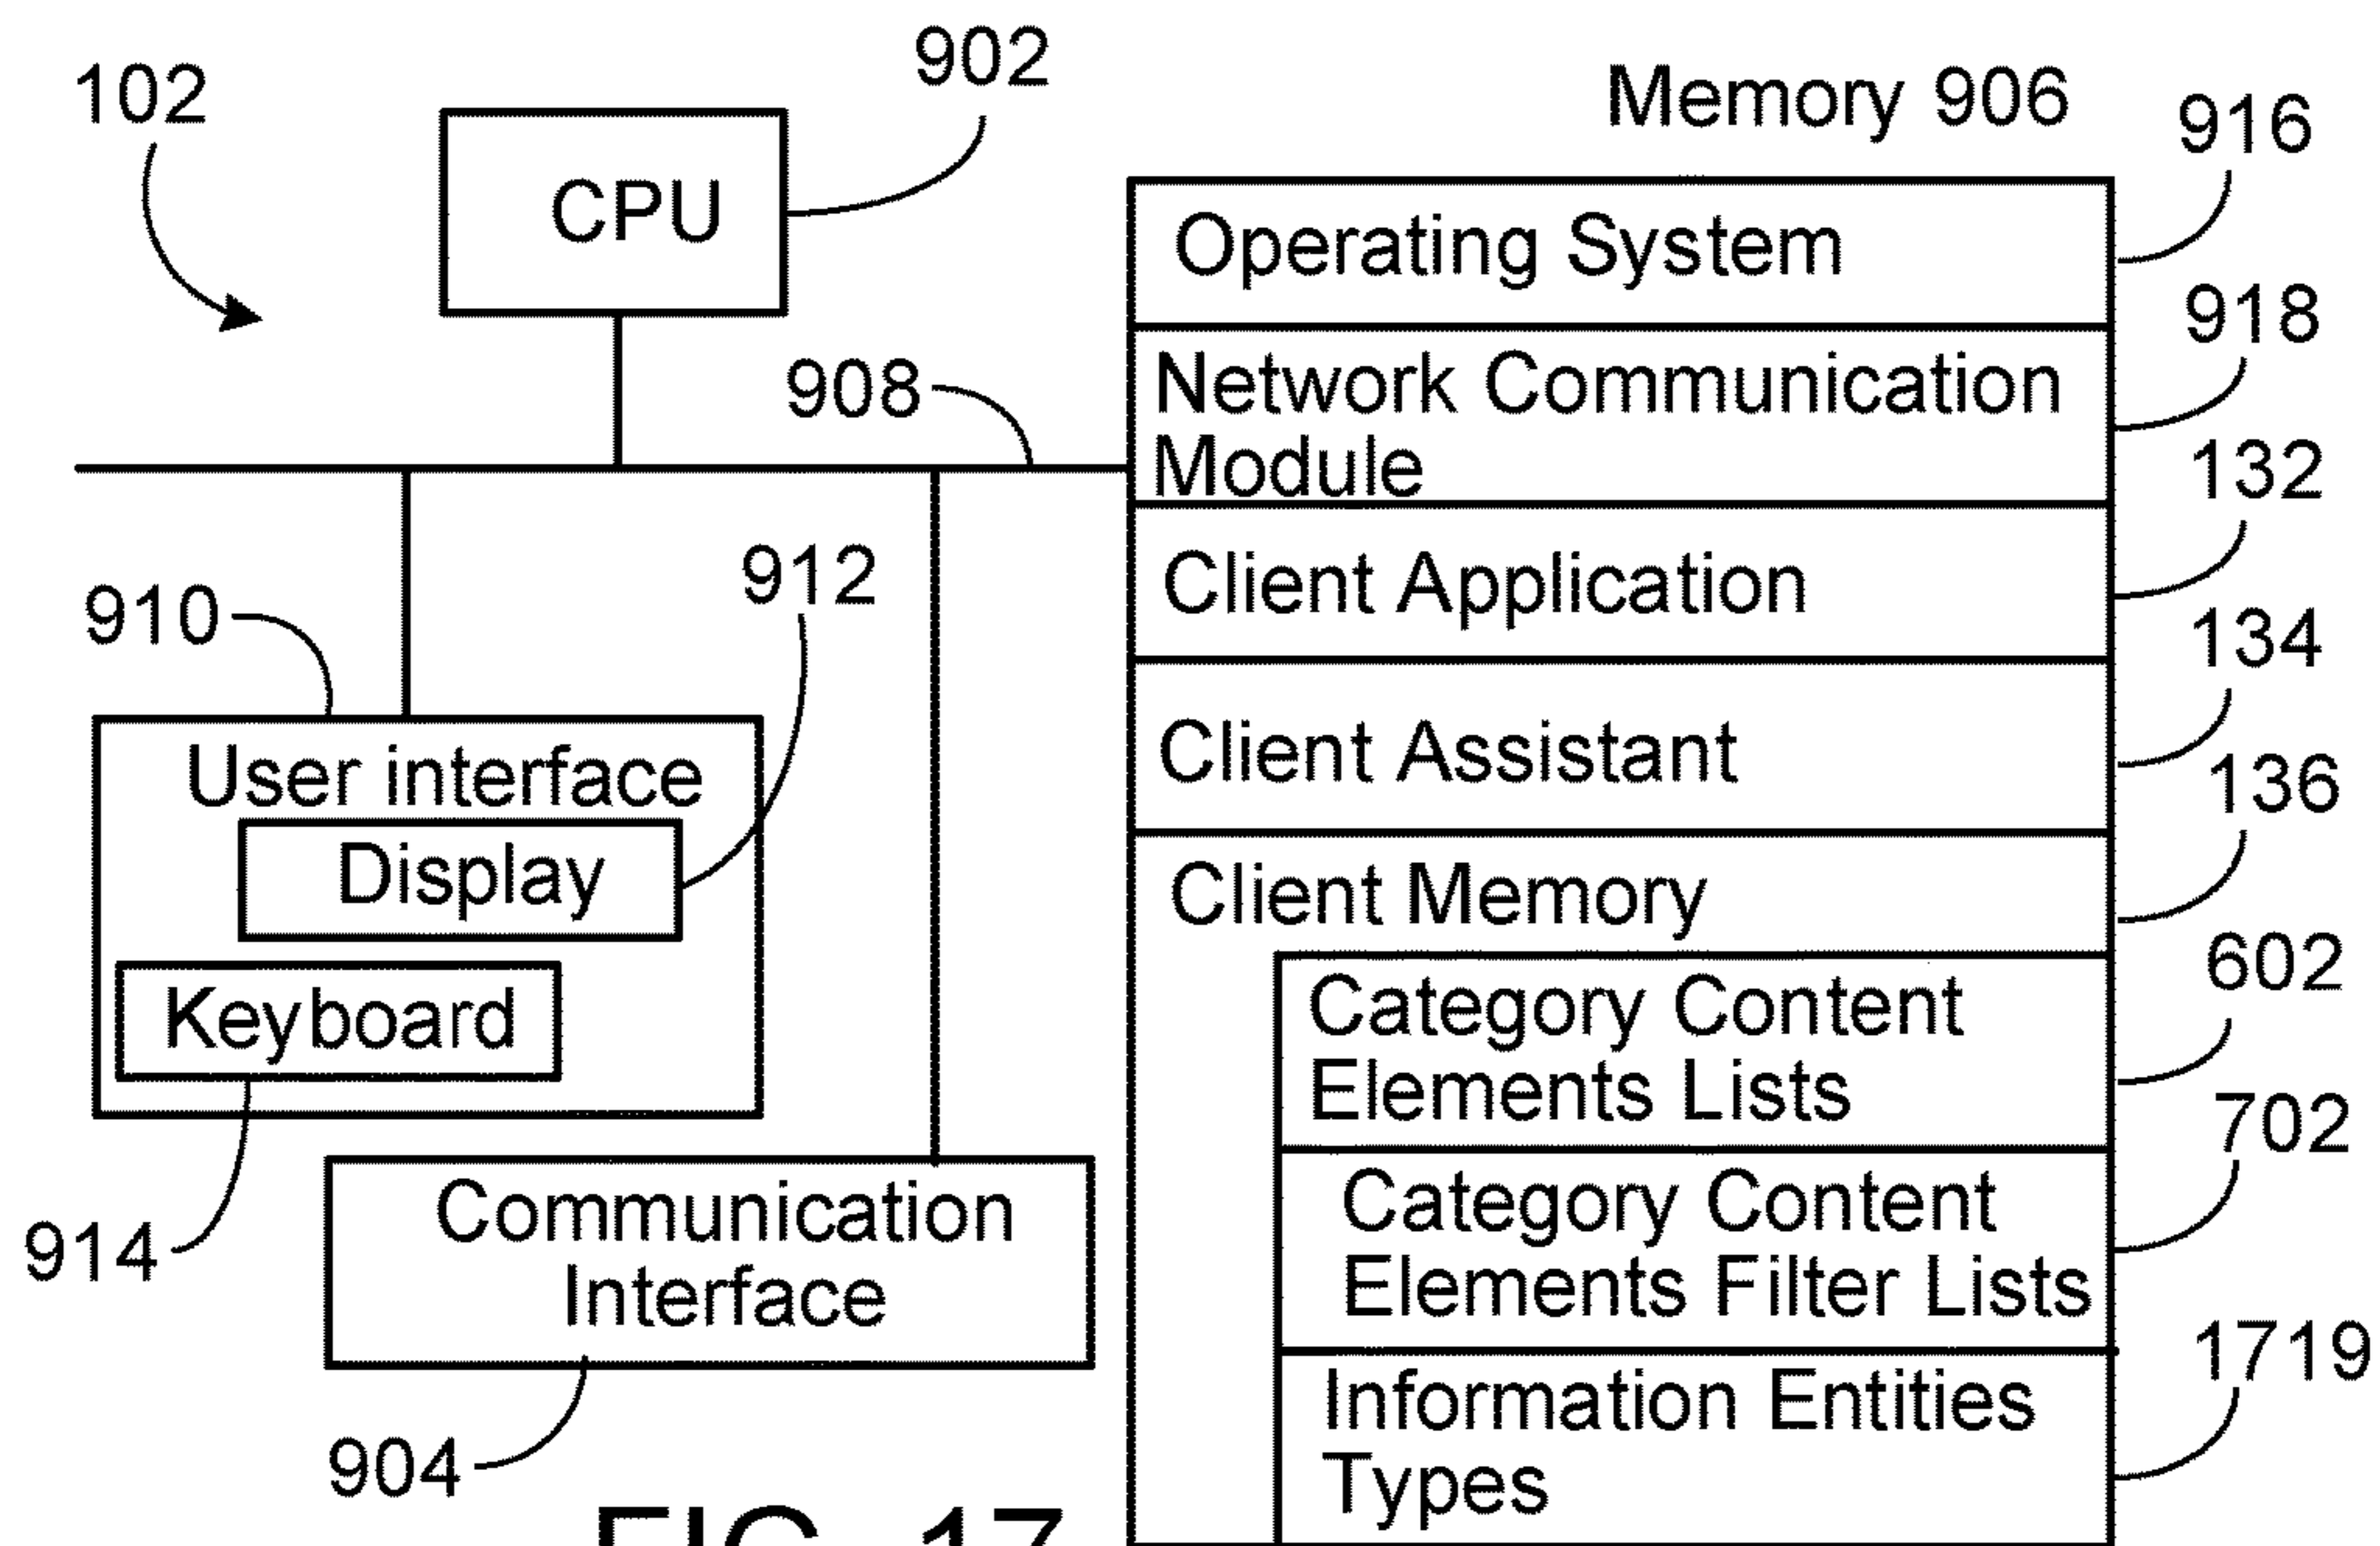 102
902
CPU
Memory 906
916
Operating System
918
908
Network Communication
Module
132
Client Application
912
910
134
Client Assistant
User interface
Display
136
Client Memory
Keyboard
602
Category Content
Elements Lists
702
Communication
Interface
Category Content
Elements Filter Lists
914
1719
Information Entities
Types
904
FIG. 17